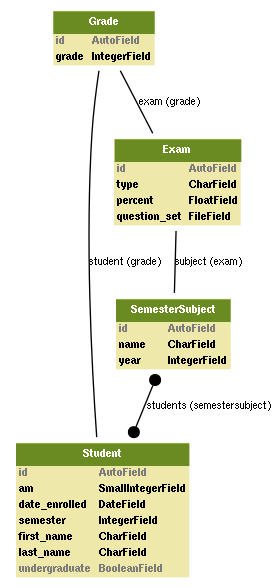 Grade
id AutoField
grade IntegerField
exam (grade)
Exam
id AutoField
type CharField
percent FloatField
question_set FileField
student (grade)
subject (exam)
SemesterSubject
id AutoField
name CharField
year IntegerField
students (semestersubject)
Student
id AutoField
am SmallIntegerField
date_enrolled DateField
semester IntegerField
first_name CharField
last_name CharField
undergraduate BooleanField